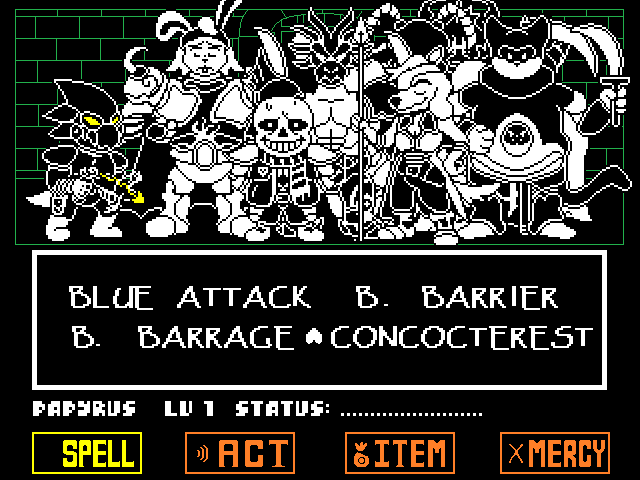 BLUE ATTACK B. BARRIER
B. BARRAGE CONCOCTEREST
PAPYRUS LV 1 STATUS: ........................
SPELL ACT ITEM MERCY